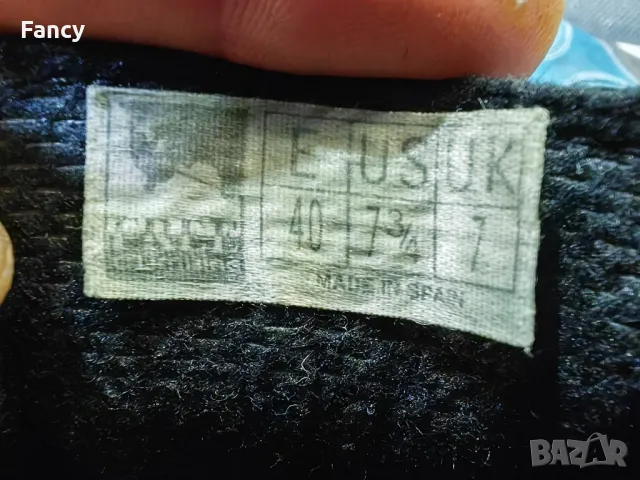 Fancy
E US UK
40 7¾ 7
MADE IN SPAIN
BAZAR